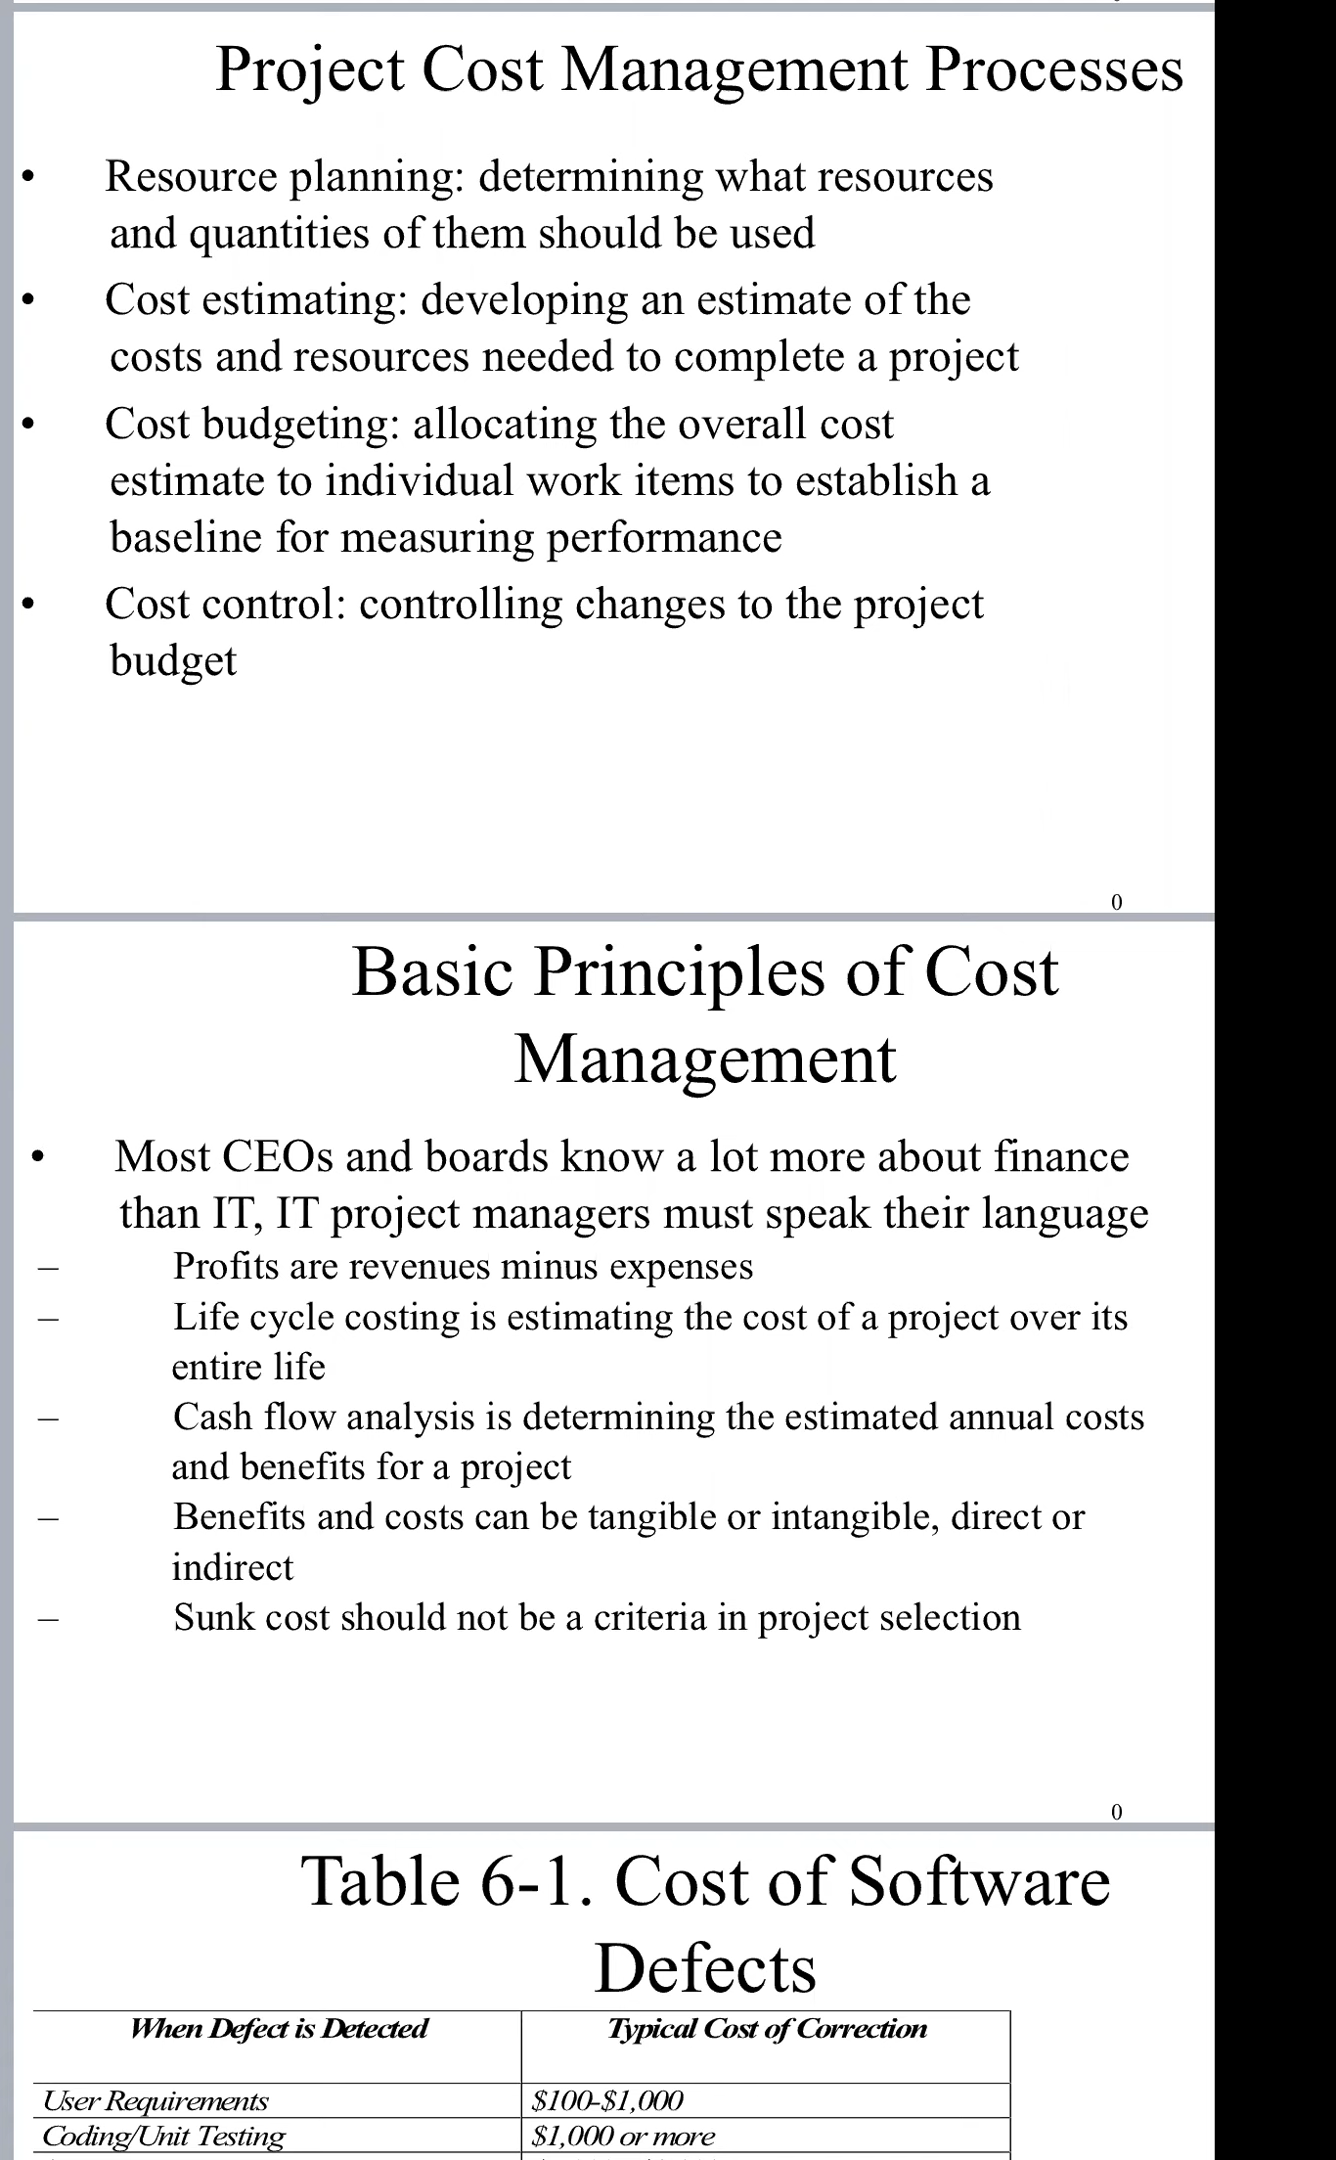 Project Cost Management Processes
• Resource planning: determining what resources
and quantities of them should be used
• Cost estimating: developing an estimate of the
costs and resources needed to complete a project
• Cost budgeting: allocating the overall cost
estimate to individual work items to establish a
baseline for measuring performance
• Cost control: controlling changes to the project
budget
0
Basic Principles of Cost
Management
• Most CEOs and boards know a lot more about finance
than IT, IT project managers must speak their language
– Profits are revenues minus expenses
– Life cycle costing is estimating the cost of a project over its
entire life
– Cash flow analysis is determining the estimated annual costs
and benefits for a project
– Benefits and costs can be tangible or intangible, direct or
indirect
– Sunk cost should not be a criteria in project selection
0
Table 6-1. Cost of Software
Defects
When Defect is Detected Typical Cost of Correction
User Requirements $100-$1,000
Coding/Unit Testing $1,000 or more